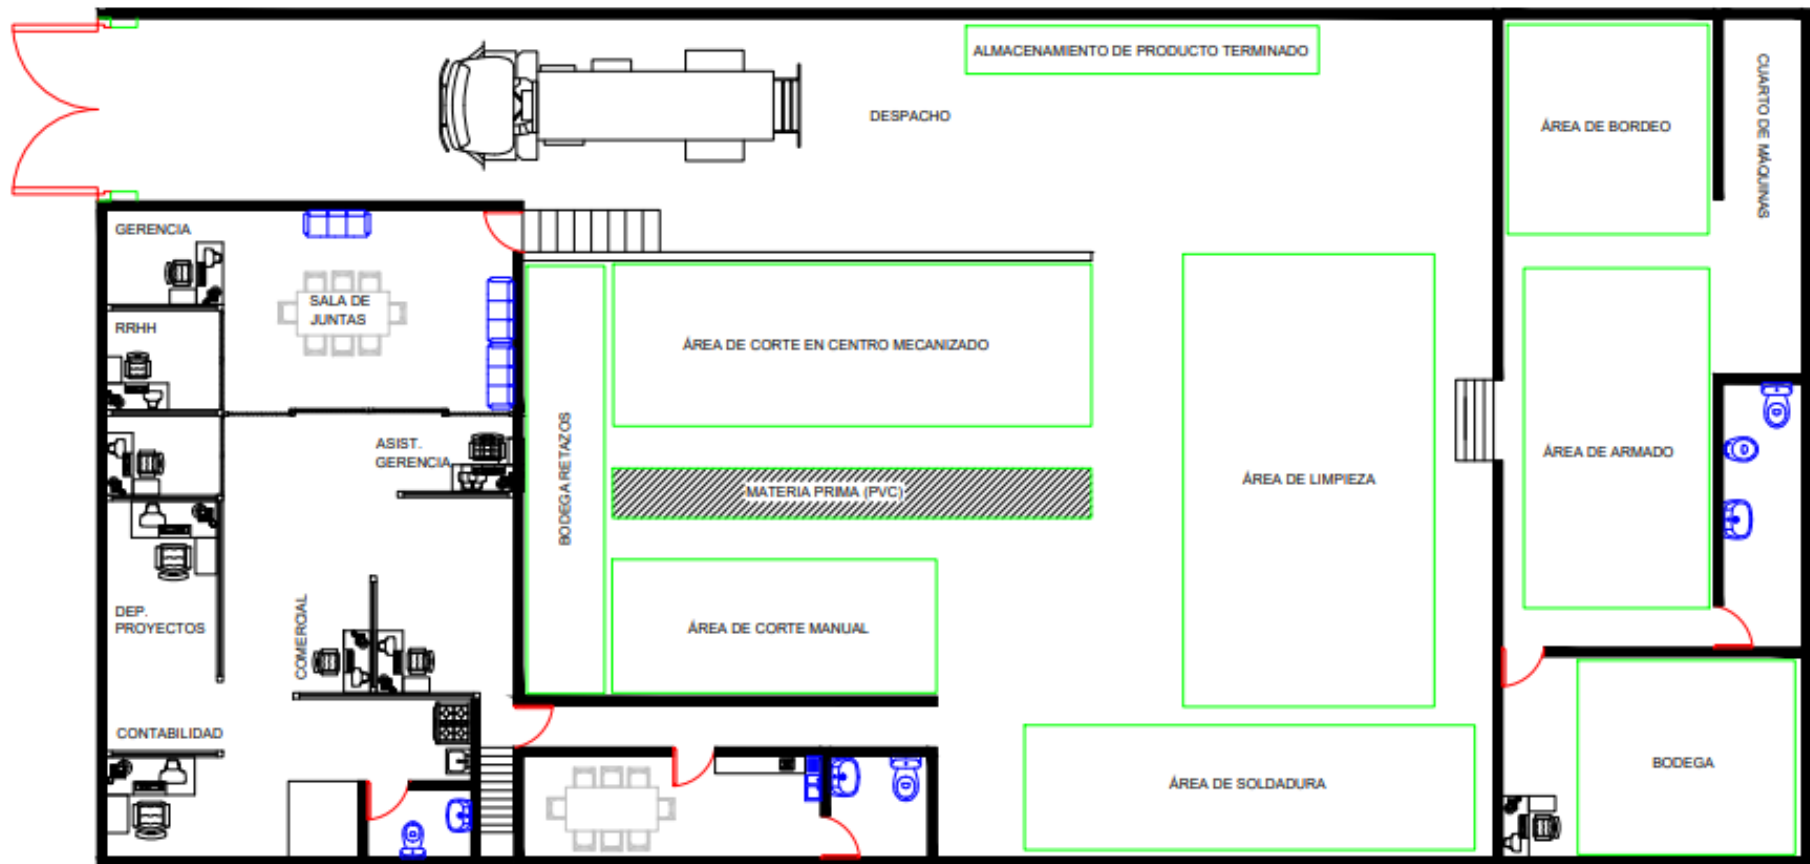 ALMACENAMIENTO DE PRODUCTO TERMINADO
DESPACHO
ÁREA DE BORDEO
CUARTO DE MÁQUINAS
GERENCIA
SALA DE
JUNTAS
RRHH
ÁREA DE CORTE EN CENTRO MECANIZADO
ASIST.
GERENCIA
BODEGA RETAZOS
MATERIA PRIMA (PVC)
ÁREA DE LIMPIEZA
ÁREA DE ARMADO
DEP.
PROYECTOS
COMERCIAL
ÁREA DE CORTE MANUAL
CONTABILIDAD
ÁREA DE SOLDADURA
BODEGA